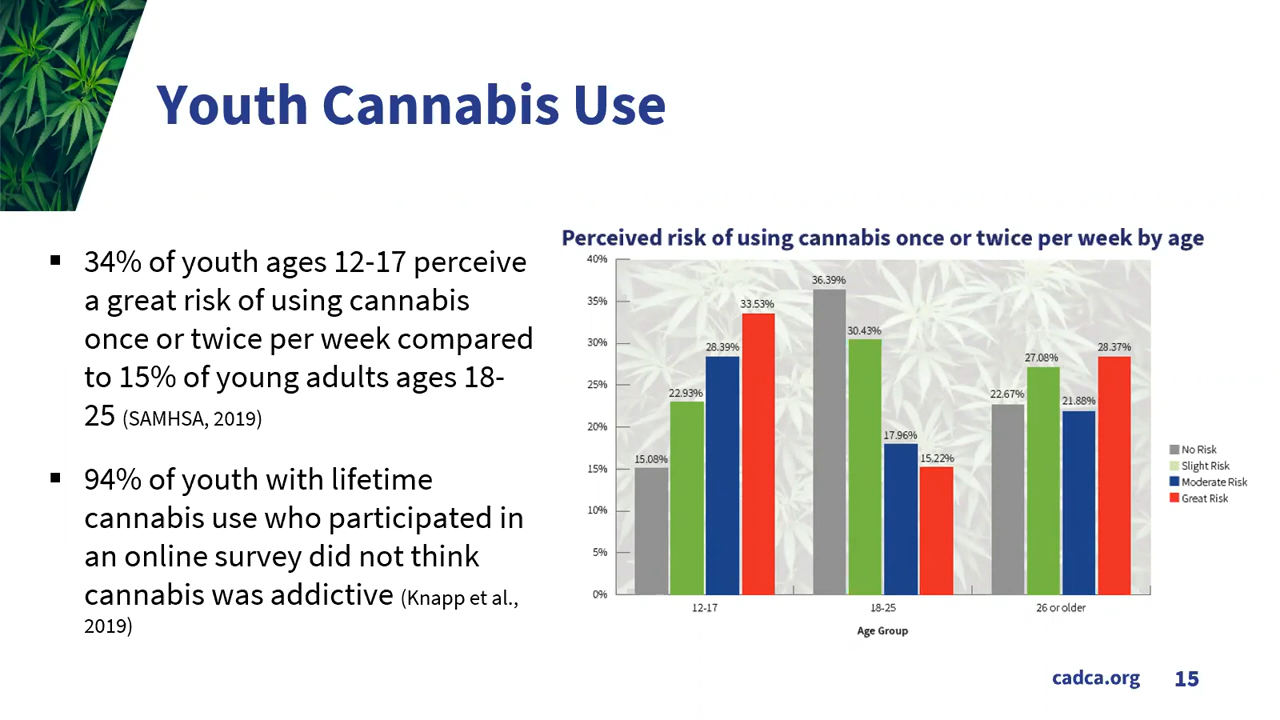 Youth Cannabis Use
▪ 34% of youth ages 12-17 perceive
a great risk of using cannabis
once or twice per week compared
to 15% of young adults ages 18-
25 (SAMHSA, 2019)
▪ 94% of youth with lifetime
cannabis use who participated in
an online survey did not think
cannabis was addictive (Knapp et al.,
2019)
Perceived risk of using cannabis once or twice per week by age
40%
35%
30%
25%
20%
15%
10%
5%
0%
15.08%
22.93%
28.39%
33.53%
36.39%
30.43%
17.96%
15.22%
22.67%
27.08%
21.88%
28.37%
12-17
18-25
26 or older
Age Group
No Risk
Slight Risk
Moderate Risk
Great Risk
cadca.org 15